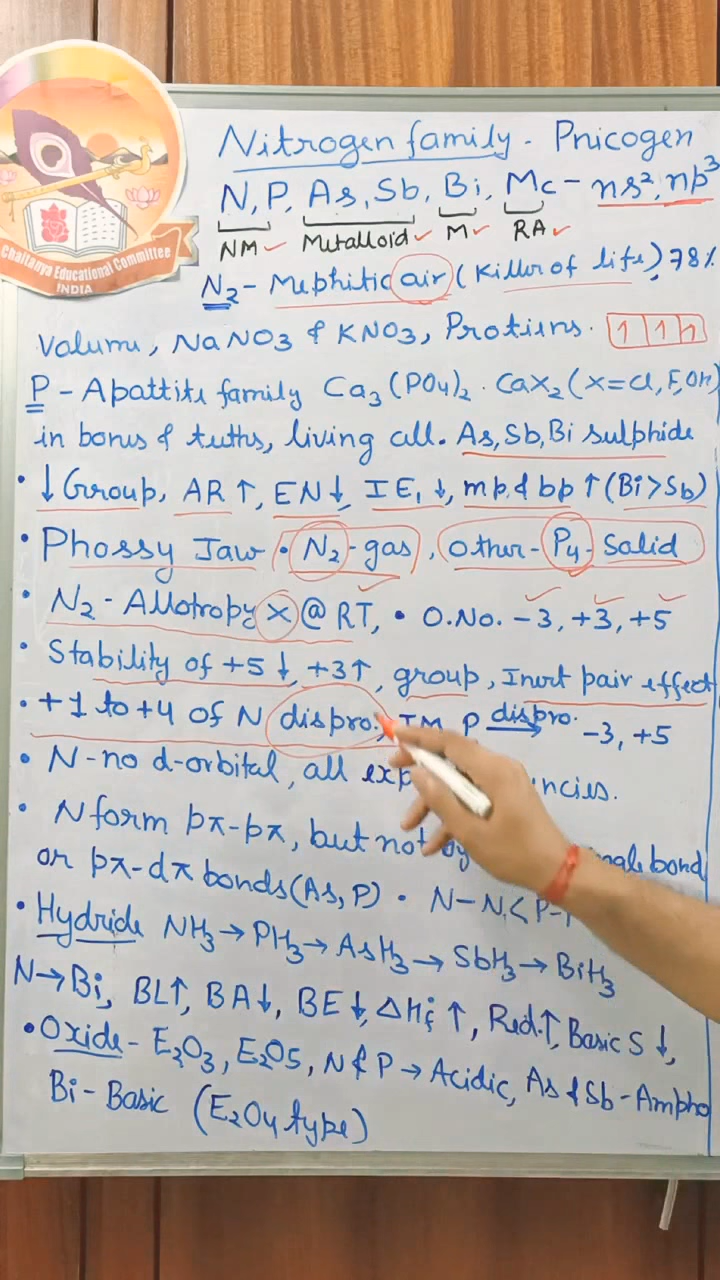 Chaitanya Educational Committee
INDIA
Nitrogen family - Pnicogen
N, P, As, Sb, Bi, Mc - ns², np³
NM ✓ Metalloid ✓ M ✓ RA ✓
N₂ - Mephitic air (Killer of life), 78%
Volume, NaNO₃ & KNO₃, Protiens. 1 1 1
P - Apattite family Ca₃(PO₄)₂ · CaX₂ (X=Cl, F, OH)
in bones & teeths, living cell. As, Sb, Bi sulphide
• ↓ Group, AR ↑, EN ↓, IE₁ ↓, mp & bp ↑ (Bi > Sb)
• Phossy Jaw • N₂-gas, Other- P₄- Solid
• N₂ - Allotropy X @ RT, • O.No. -3, +3, +5
• Stability of +5 ↓, +3 ↑, group, Inert pair effect
• +1 to +4 of N dispro; IM, P dispro. → -3, +5
• N - no d-orbital, all
• N form pπ-pπ, but not by bond
or pπ-dπ bonds (As, P) • N-N < P-
• Hydride NH₃ → PH₃ → AsH₃ → SbH₃ → BiH₃
N → Bi, BL ↑, BA ↓, BE ↓, ΔHf ↑, Red. ↑, Basic S ↓,
• Oxide - E₂O₃, E₂O5, N & P → Acidic, As & Sb - Ampho
Bi - Basic (E₂O₄ type)